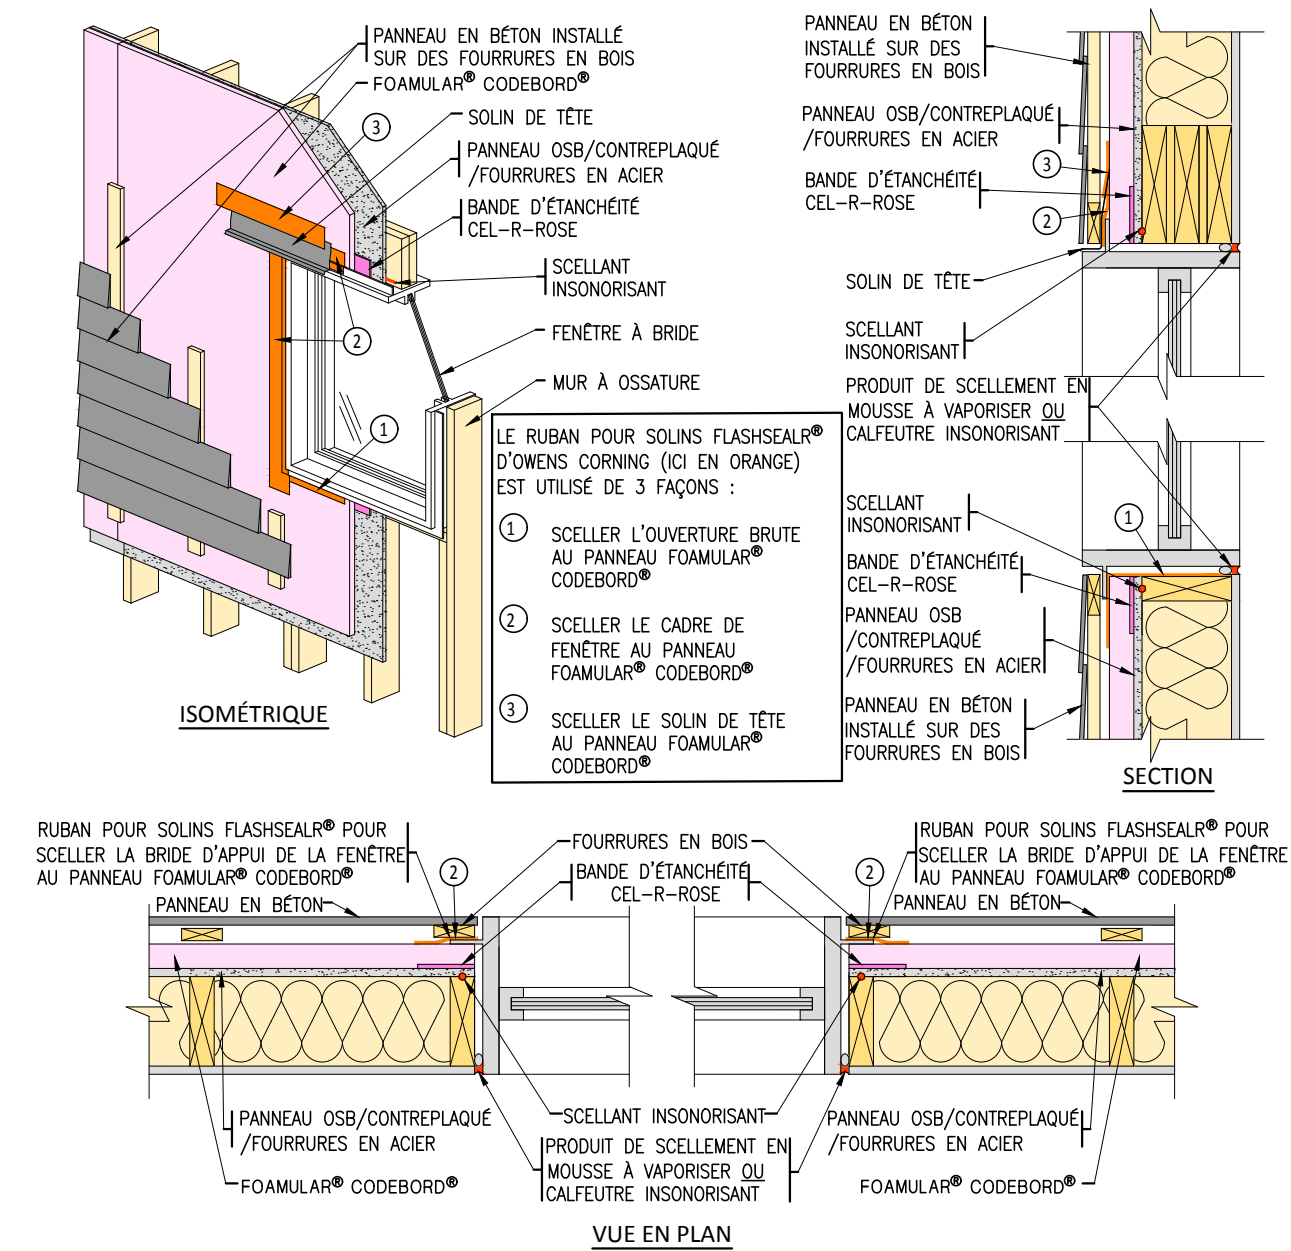 PANNEAU EN BÉTON INSTALLÉ
SUR DES FOURRURES EN BOIS
FOAMULAR® CODEBORD®
SOLIN DE TÊTE
3
PANNEAU OSB/CONTREPLAQUÉ
/FOURRURES EN ACIER
BANDE D'ÉTANCHÉITÉ
CEL-R-ROSE
SCELLANT
INSONORISANT
2
FENÊTRE À BRIDE
MUR À OSSATURE
1
ISOMÉTRIQUE
LE RUBAN POUR SOLINS FLASHSEALR®
D'OWENS CORNING (ICI EN ORANGE)
EST UTILISÉ DE 3 FAÇONS :
1 SCELLER L'OUVERTURE BRUTE
AU PANNEAU FOAMULAR®
CODEBORD®
2 SCELLER LE CADRE DE
FENÊTRE AU PANNEAU
FOAMULAR® CODEBORD®
3 SCELLER LE SOLIN DE TÊTE
AU PANNEAU FOAMULAR®
CODEBORD®
PANNEAU EN BÉTON
INSTALLÉ SUR DES
FOURRURES EN BOIS
PANNEAU OSB/CONTREPLAQUÉ
/FOURRURES EN ACIER
3
BANDE D'ÉTANCHÉITÉ
CEL-R-ROSE
2
SOLIN DE TÊTE
SCELLANT
INSONORISANT
PRODUIT DE SCELLEMENT EN
MOUSSE À VAPORISER OU
CALFEUTRE INSONORISANT
SCELLANT
INSONORISANT
1
BANDE D'ÉTANCHÉITÉ
CEL-R-ROSE
PANNEAU OSB
/CONTREPLAQUÉ
/FOURRURES EN ACIER
PANNEAU EN BÉTON
INSTALLÉ SUR DES
FOURRURES EN BOIS
SECTION
RUBAN POUR SOLINS FLASHSEALR® POUR
SCELLER LA BRIDE D'APPUI DE LA FENÊTRE
AU PANNEAU FOAMULAR® CODEBORD®
2
PANNEAU EN BÉTON
FOURRURES EN BOIS
BANDE D'ÉTANCHÉITÉ
CEL-R-ROSE
RUBAN POUR SOLINS FLASHSEALR® POUR
SCELLER LA BRIDE D'APPUI DE LA FENÊTRE
AU PANNEAU FOAMULAR® CODEBORD®
2
PANNEAU EN BÉTON
PANNEAU OSB/CONTREPLAQUÉ
/FOURRURES EN ACIER
FOAMULAR® CODEBORD®
SCELLANT INSONORISANT
PRODUIT DE SCELLEMENT EN
MOUSSE À VAPORISER OU
CALFEUTRE INSONORISANT
PANNEAU OSB/CONTREPLAQUÉ
/FOURRURES EN ACIER
FOAMULAR® CODEBORD®
VUE EN PLAN